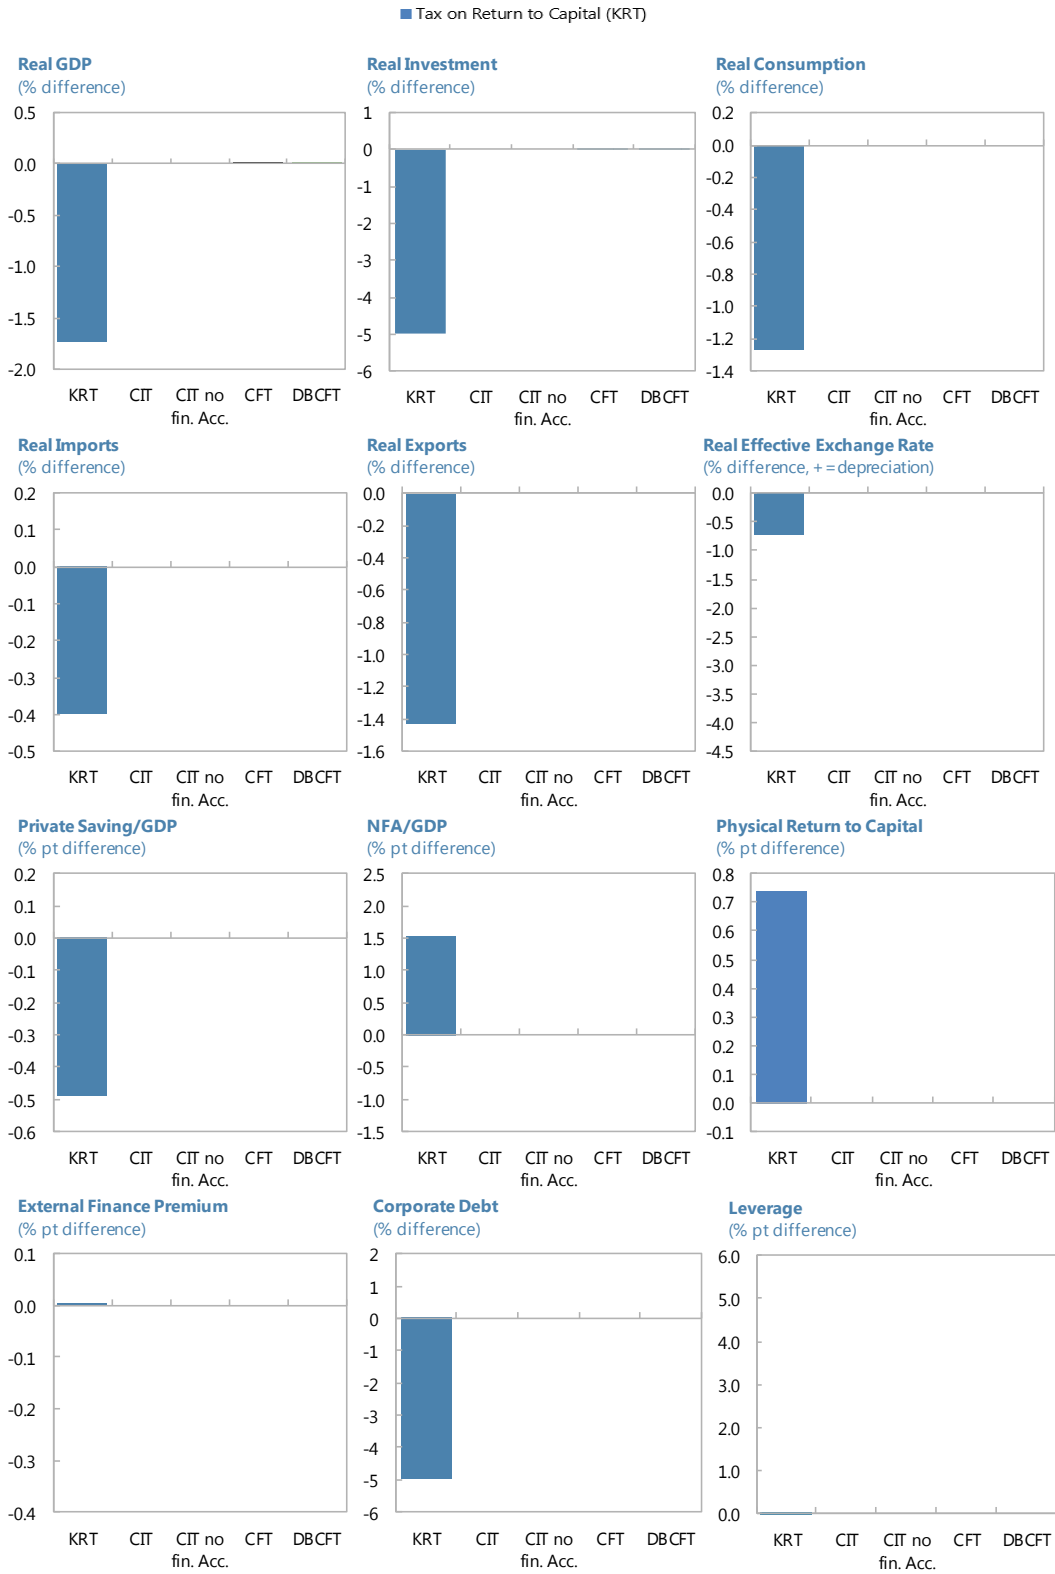 Tax on Return to Capital (KRT)
Real GDP
(% difference)
0.5
0.0
-0.5
-1.0
-1.5
-2.0
KRT CIT CIT no CFT DBCFT
fin. Acc.
Real Investment
(% difference)
1
0
-1
-2
-3
-4
-5
-6
KRT CIT CIT no CFT DBCFT
fin. Acc.
Real Consumption
(% difference)
0.2
0.0
-0.2
-0.4
-0.6
-0.8
-1.0
-1.2
-1.4
KRT CIT CIT no CFT DBCFT
fin. Acc.
Real Imports
(% difference)
0.2
0.1
0.0
-0.1
-0.2
-0.3
-0.4
-0.5
KRT CIT CIT no CFT DBCFT
fin. Acc.
Real Exports
(% difference)
0.0
-0.2
-0.4
-0.6
-0.8
-1.0
-1.2
-1.4
-1.6
KRT CIT CIT no CFT DBCFT
fin. Acc.
Real Effective Exchange Rate
(% difference, + = depreciation)
0.0
-0.5
-1.0
-1.5
-2.0
-2.5
-3.0
-3.5
-4.0
-4.5
KRT CIT CIT no CFT DBCFT
fin. Acc.
Private Saving/GDP
(% pt difference)
0.2
0.1
0.0
-0.1
-0.2
-0.3
-0.4
-0.5
-0.6
KRT CIT CIT no CFT DBCFT
fin. Acc.
NFA/GDP
(% pt difference)
2.5
2.0
1.5
1.0
0.5
0.0
-0.5
-1.0
-1.5
KRT CIT CIT no CFT DBCFT
fin. Acc.
Physical Return to Capital
(% pt difference)
0.8
0.7
0.6
0.5
0.4
0.3
0.2
0.1
0.0
-0.1
KRT CIT CIT no CFT DBCFT
fin. Acc.
External Finance Premium
(% pt difference)
0.1
0.0
-0.1
-0.2
-0.3
-0.4
KRT CIT CIT no CFT DBCFT
fin. Acc.
Corporate Debt
(% difference)
2
1
0
-1
-2
-3
-4
-5
-6
KRT CIT CIT no CFT DBCFT
fin. Acc.
Leverage
(% pt difference)
6.0
5.0
4.0
3.0
2.0
1.0
0.0
KRT CIT CIT no CFT DBCFT
fin. Acc.